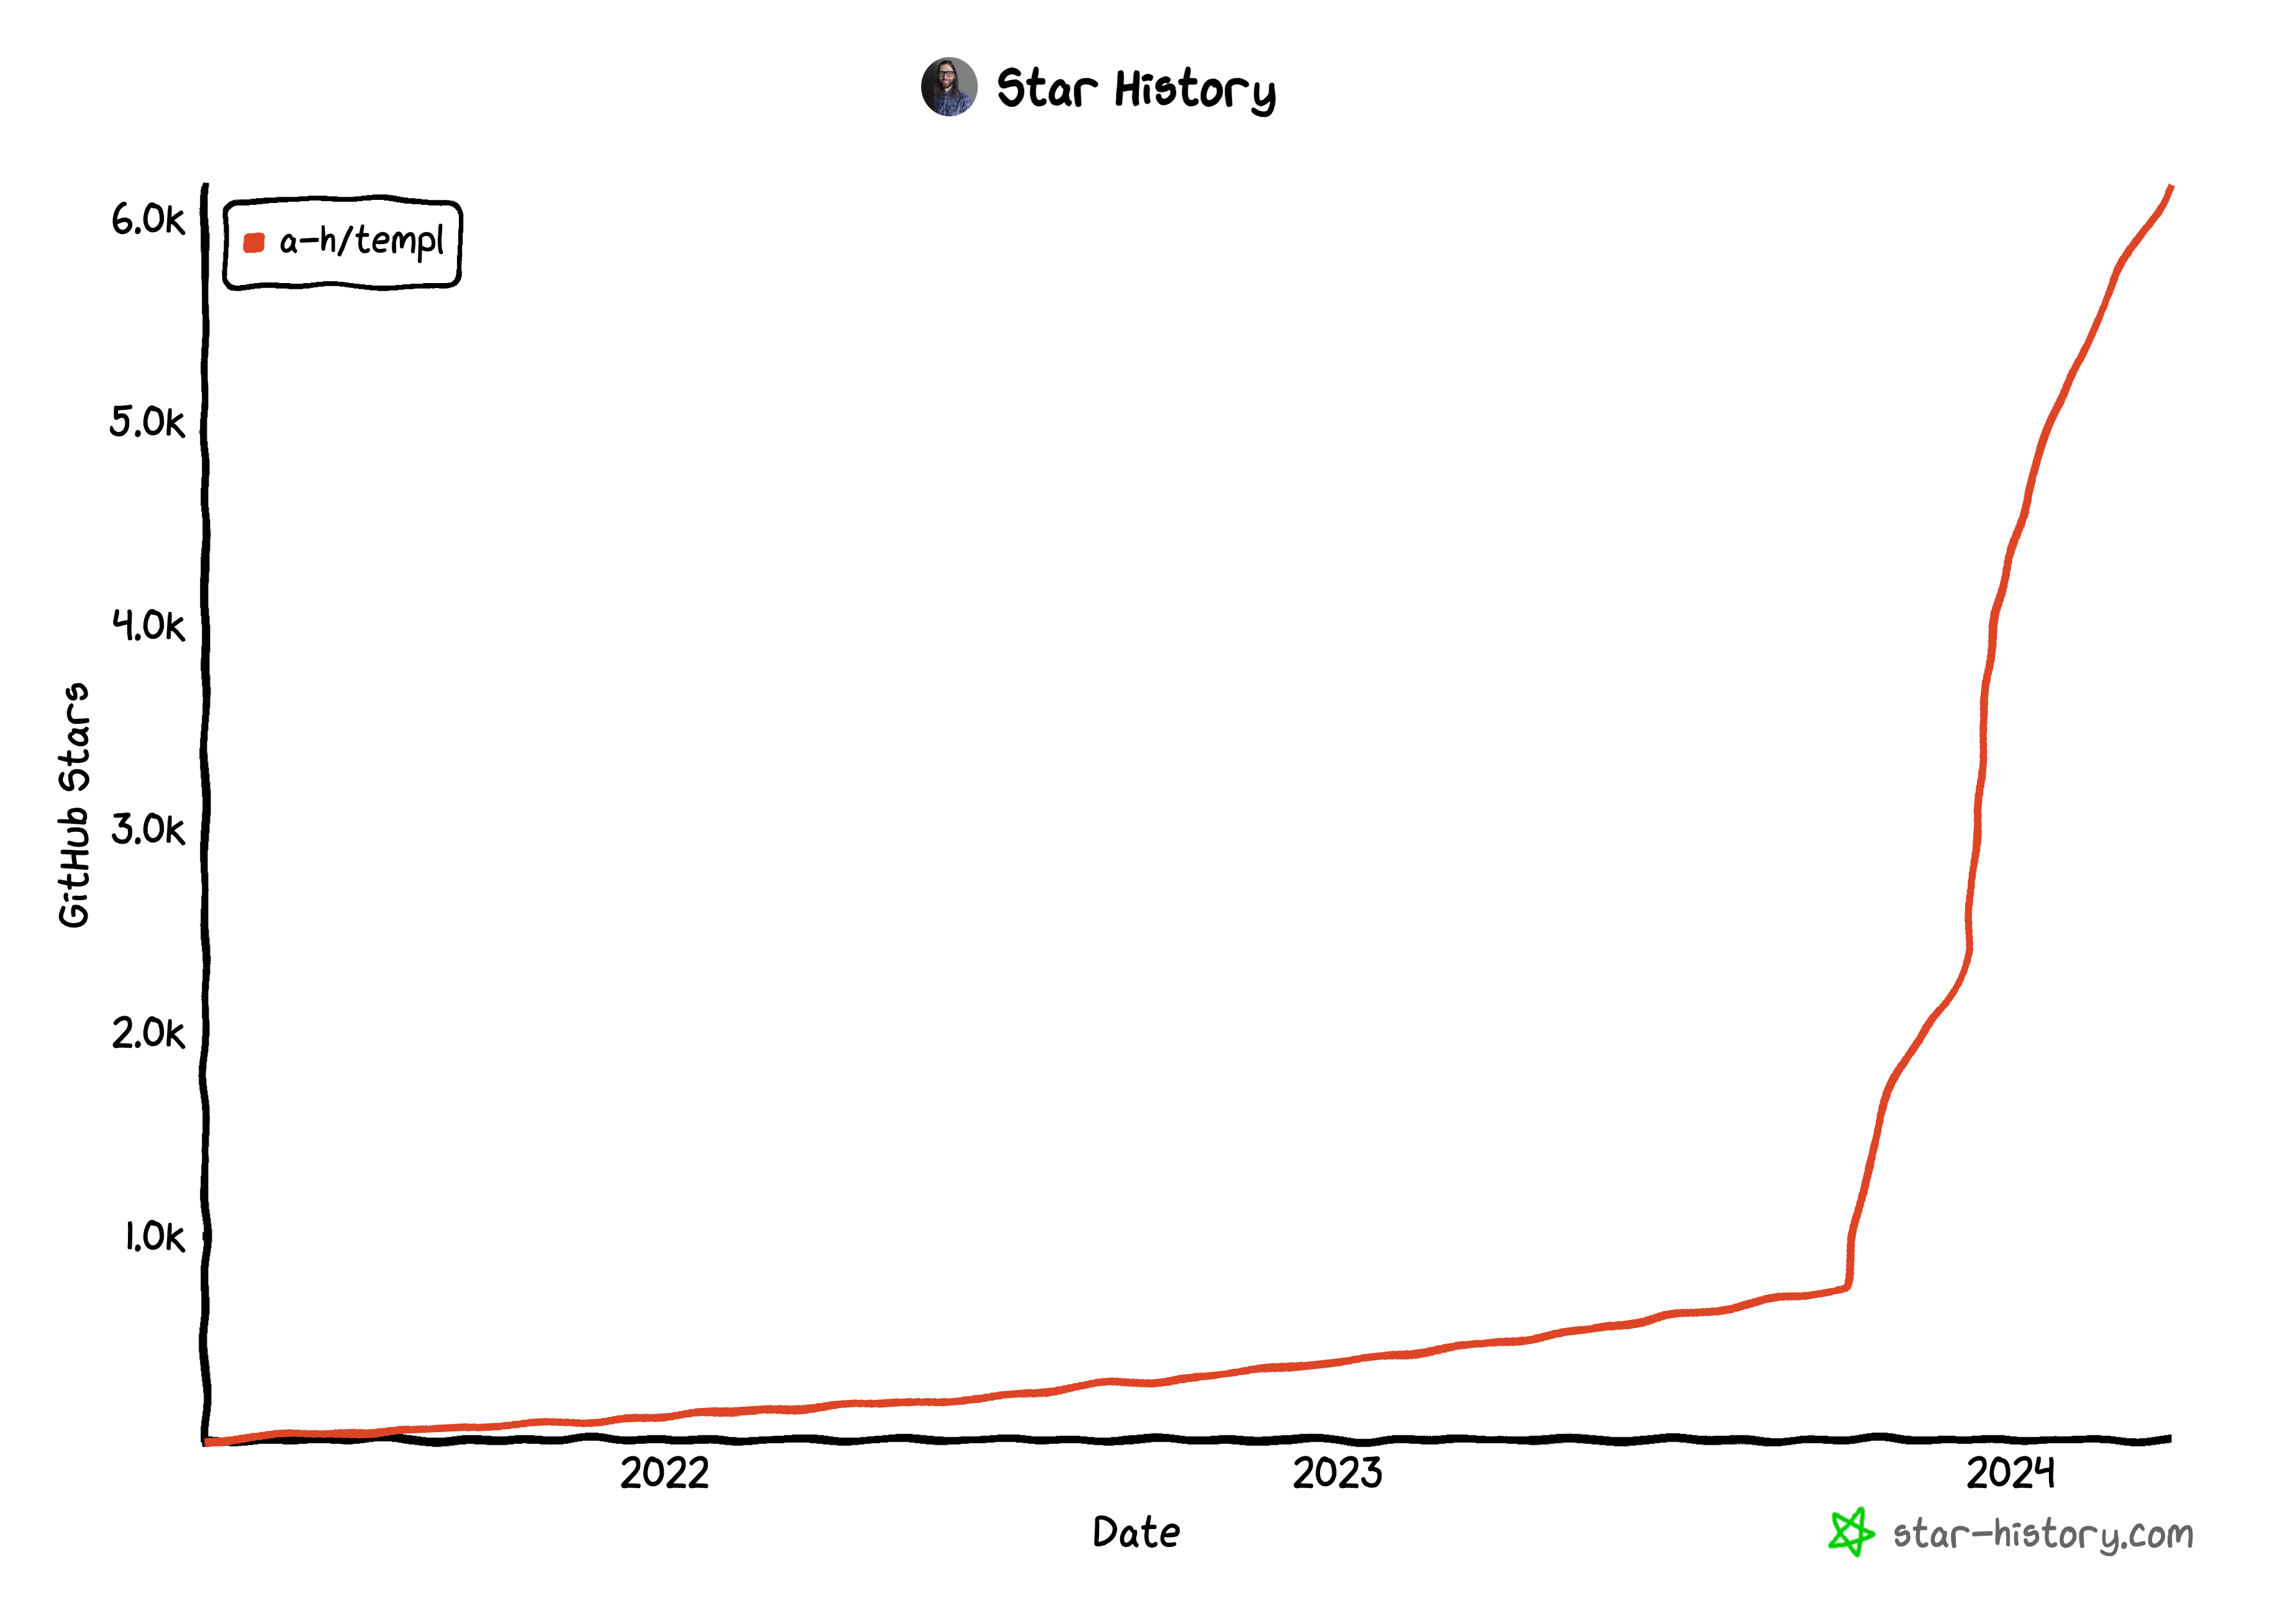 Star History
a-h/templ
6.0k
5.0k
4.0k
3.0k
2.0k
1.0k
GitHub Stars
2022
2023
2024
Date
star-history.com